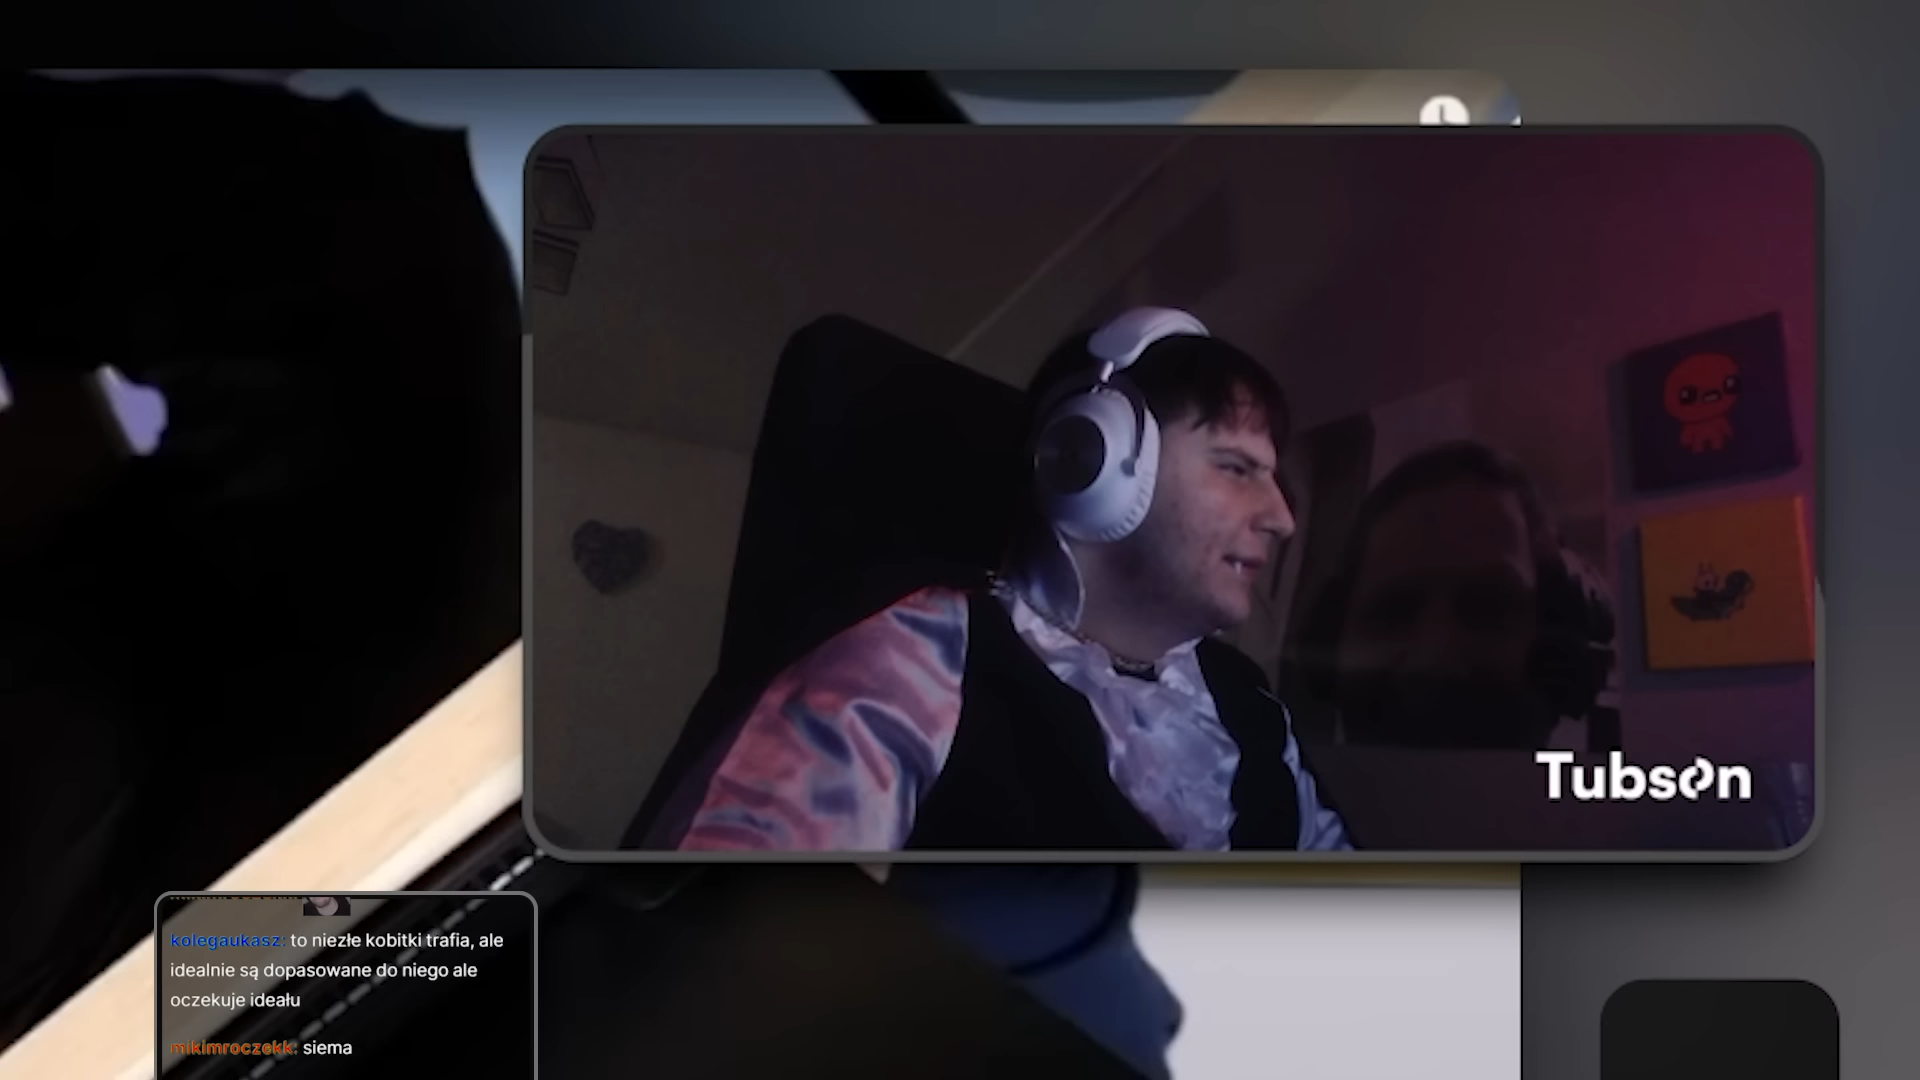 Tubson
kolegaukasz: to niezłe kobitki trafia, ale
idealnie są dopasowane do niego ale
oczekuje ideału
mikimroczekk: siema